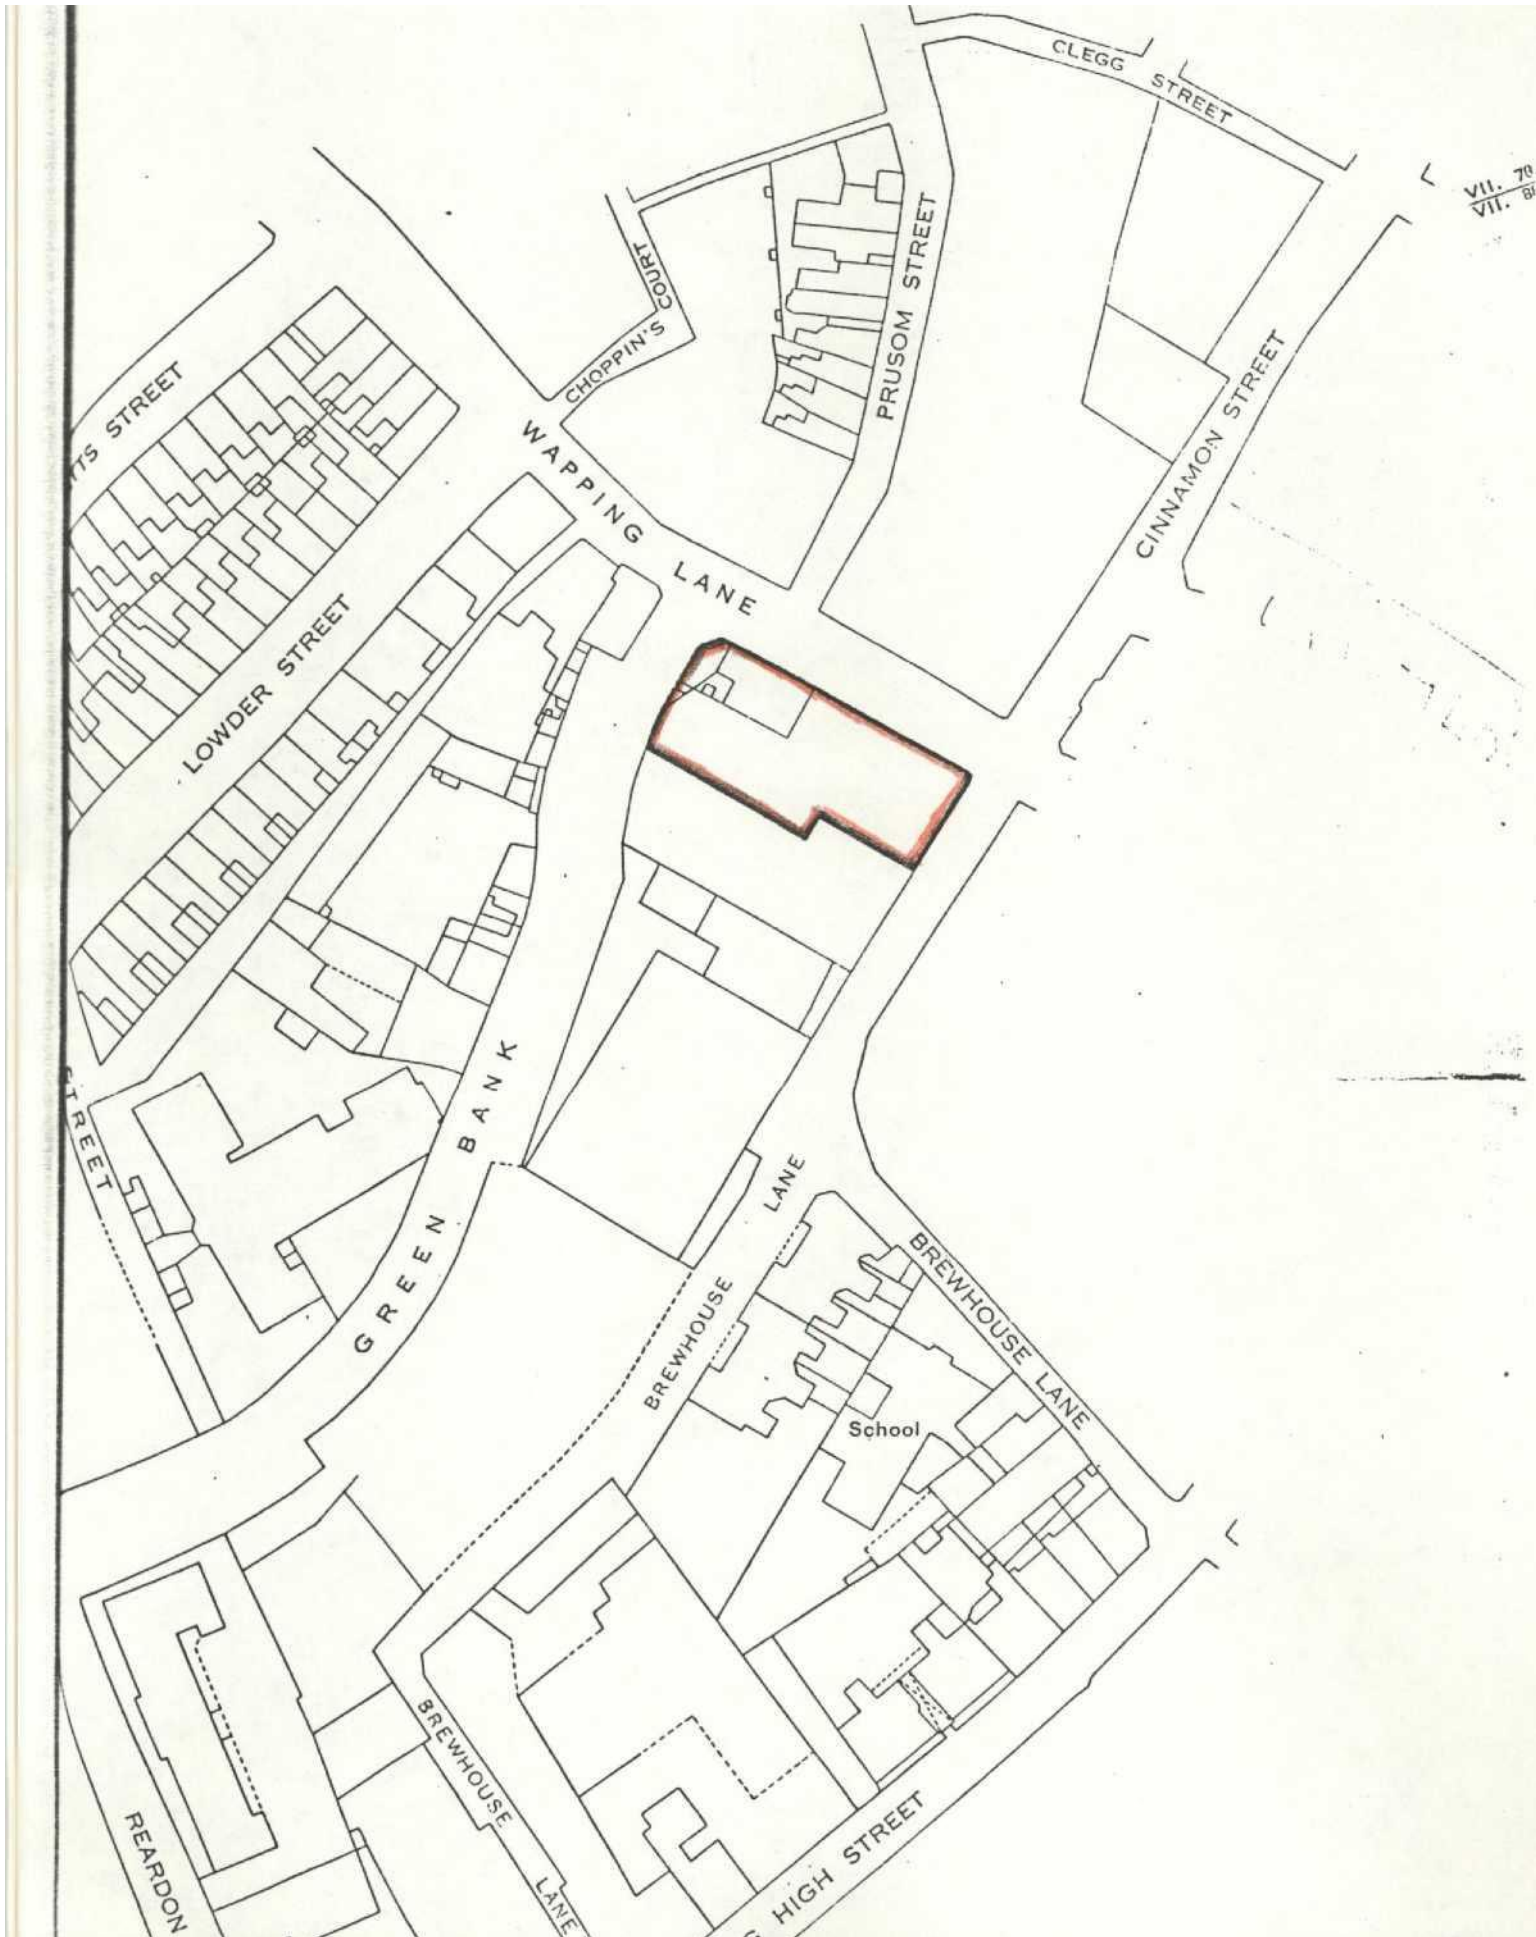 CLEGG STREET
VII. 70
VII. 80
PRUSOM STREET
CHOPPIN'S COURT
TTS STREET
WAPPING LANE
CINNAMON STREET
LOWDER STREET
GREEN BANK
STREET
BREWHOUSE LANE
BREWHOUSE LANE
School
BREWHOUSE LANE
REARDON
G HIGH STREET